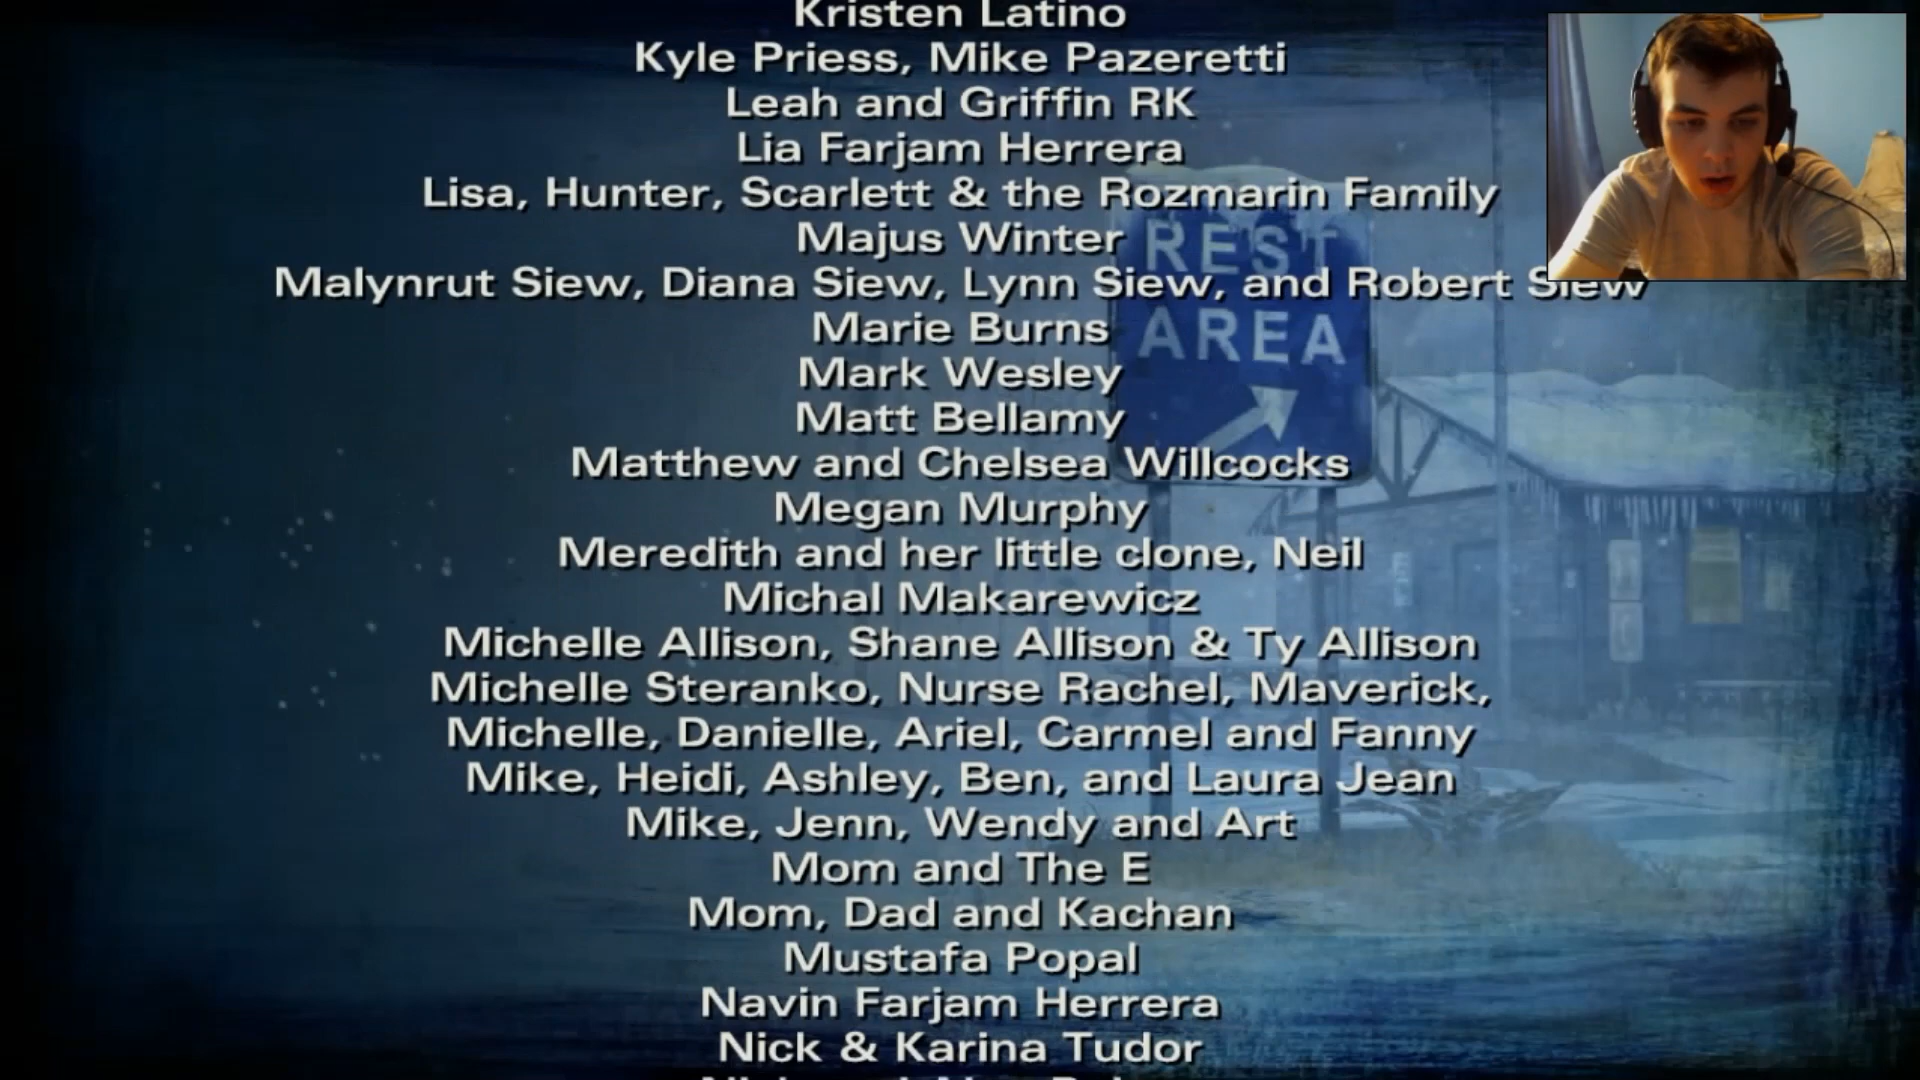 Kristen Latino
Kyle Priess, Mike Pazeretti
Leah and Griffin RK
Lia Farjam Herrera
Lisa, Hunter, Scarlett & the Rozmarin Family
Majus Winter
REST
Malynrut Siew, Diana Siew, Lynn Siew, and Robert Siew
Marie Burns
AREA
Mark Wesley
Matt Bellamy
Matthew and Chelsea Willcocks
Megan Murphy
Meredith and her little clone, Neil
Michal Makarewicz
Michelle Allison, Shane Allison & Ty Allison
Michelle Steranko, Nurse Rachel, Maverick,
Michelle, Danielle, Ariel, Carmel and Fanny
Mike, Heidi, Ashley, Ben, and Laura Jean
Mike, Jenn, Wendy and Art
Mom and The E
Mom, Dad and Kachan
Mustafa Popal
Navin Farjam Herrera
Nick & Karina Tudor